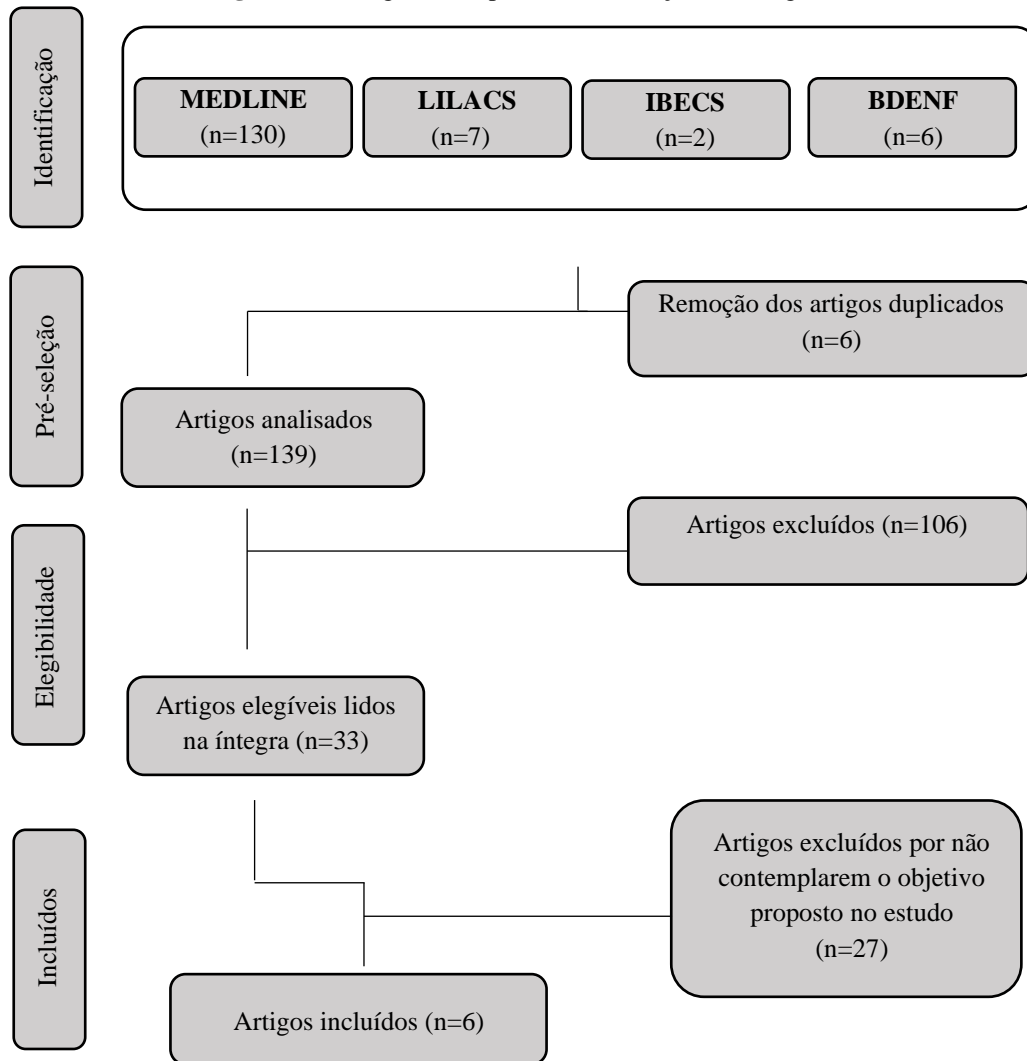 Identificação
MEDLINE
(n=130)
LILACS
(n=7)
IBECS
(n=2)
BDENF
(n=6)
Pré-seleção
Remoção dos artigos duplicados
(n=6)
Artigos analisados
(n=139)
Elegibilidade
Artigos excluídos (n=106)
Artigos elegíveis lidos
na íntegra (n=33)
Incluídos
Artigos excluídos por não
contemplarem o objetivo
proposto no estudo
(n=27)
Artigos incluídos (n=6)